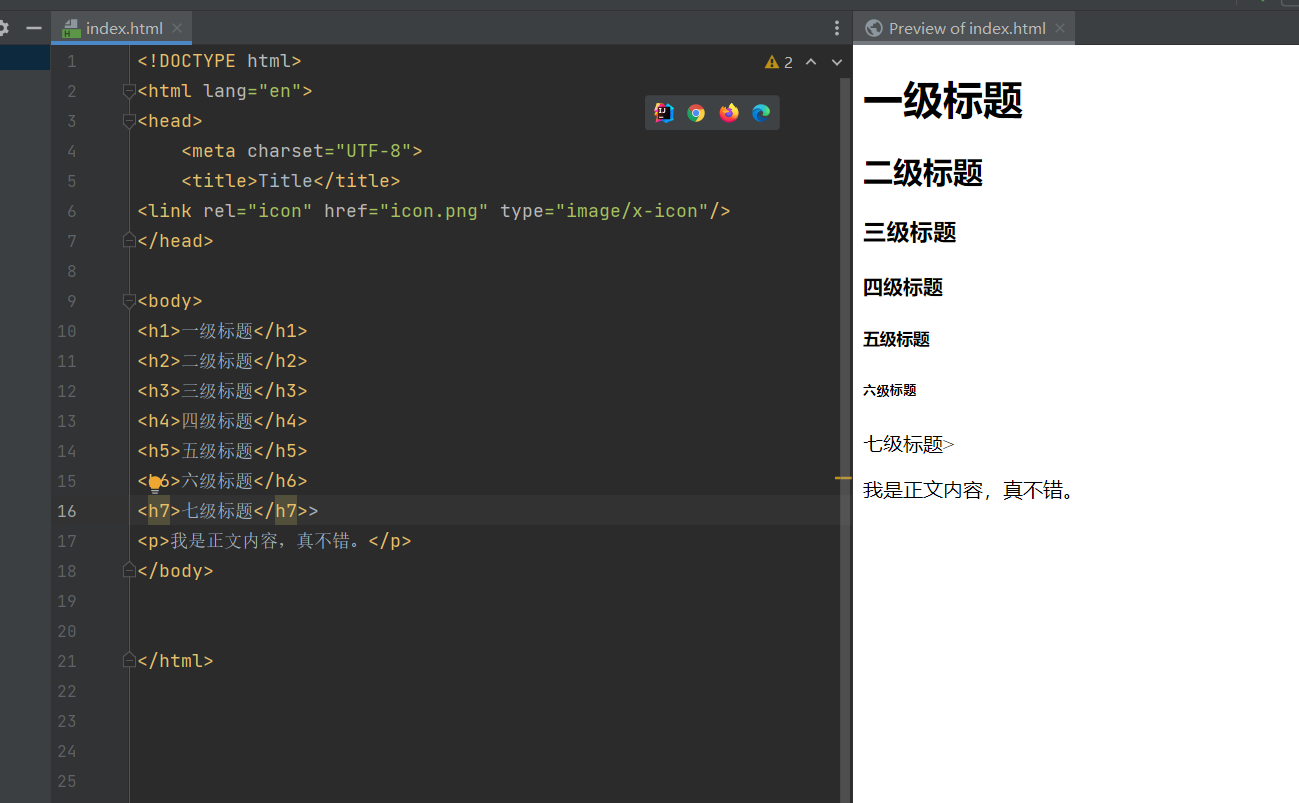 index.html
Preview of index.html
2
1 <!DOCTYPE html>
2 <html lang="en">
3 <head>
4 <meta charset="UTF-8">
5 <title>Title</title>
6 <link rel="icon" href="icon.png" type="image/x-icon"/>
7 </head>
8
9 <body>
10 <h1>一级标题</h1>
11 <h2>二级标题</h2>
12 <h3>三级标题</h3>
13 <h4>四级标题</h4>
14 <h5>五级标题</h5>
15 <h6>六级标题</h6>
16 <h7>七级标题</h7>>
17 <p>我是正文内容，真不错。</p>
18 </body>
19
20
21 </html>
22
23
24
25
一级标题
二级标题
三级标题
四级标题
五级标题
六级标题
七级标题>
我是正文内容，真不错。